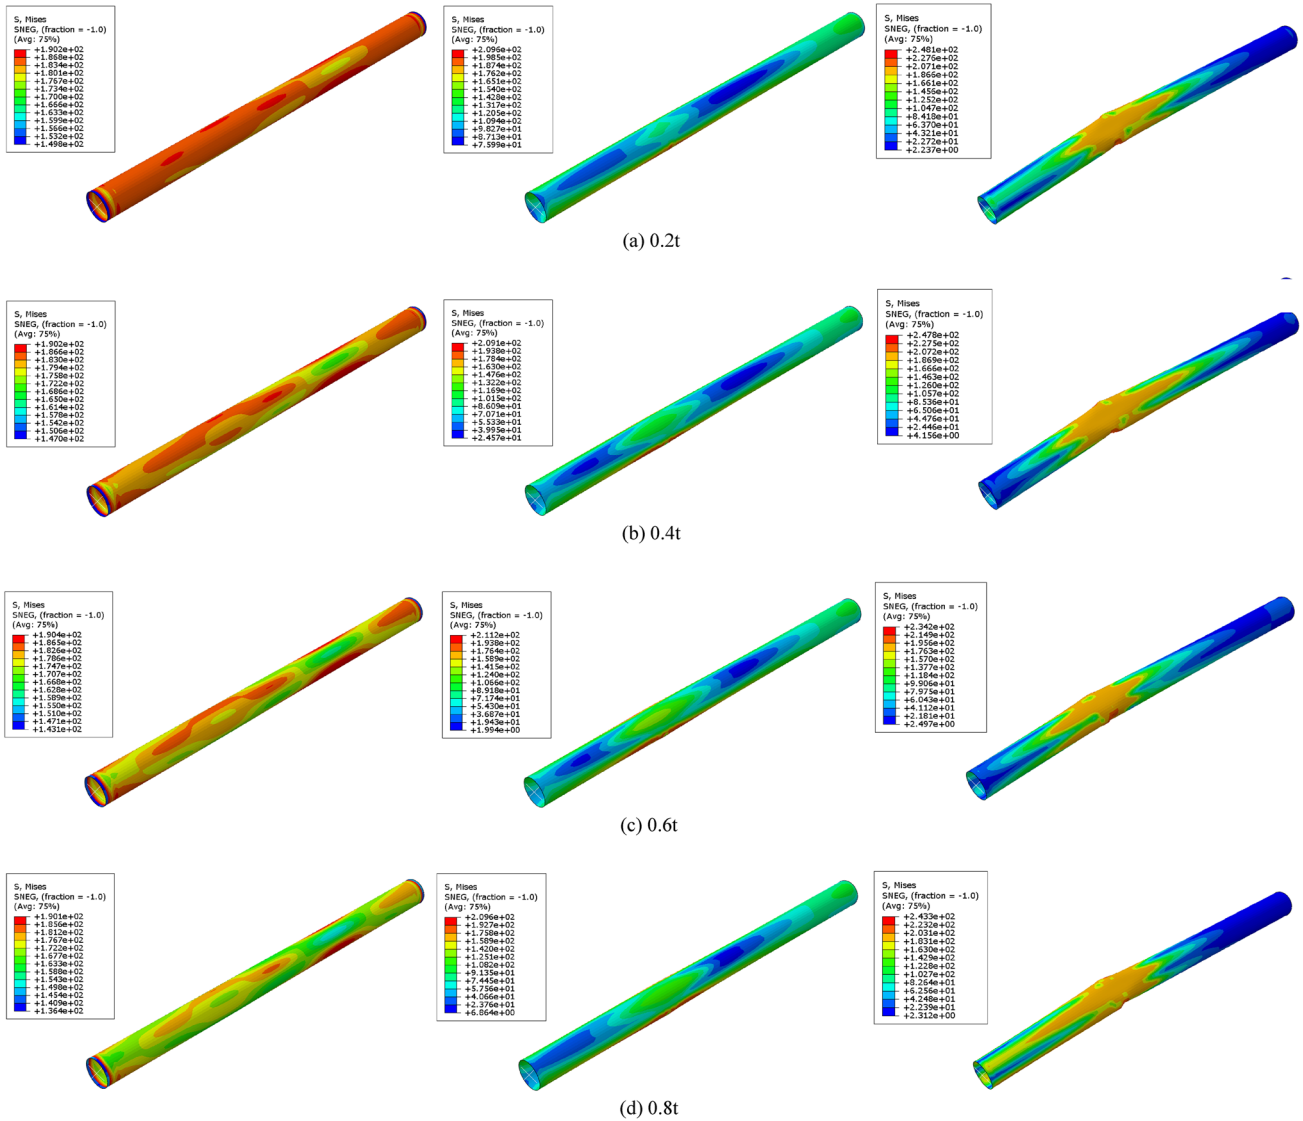 S, Mises
SNEG, (fraction = -1.0)
(Avg: 75%)
+1.902e+02
+1.868e+02
+1.834e+02
+1.801e+02
+1.767e+02
+1.734e+02
+1.700e+02
+1.666e+02
+1.633e+02
+1.599e+02
+1.566e+02
+1.532e+02
+1.498e+02
S, Mises
SNEG, (fraction = -1.0)
(Avg: 75%)
+2.096e+02
+1.985e+02
+1.874e+02
+1.762e+02
+1.651e+02
+1.540e+02
+1.428e+02
+1.317e+02
+1.205e+02
+1.094e+02
+9.827e+01
+8.713e+01
+7.599e+01
S, Mises
SNEG, (fraction = -1.0)
(Avg: 75%)
+2.481e+02
+2.276e+02
+2.071e+02
+1.866e+02
+1.661e+02
+1.456e+02
+1.252e+02
+1.047e+02
+8.418e+01
+6.370e+01
+4.321e+01
+2.272e+01
+2.237e+00
(a) 0.2t
S, Mises
SNEG, (fraction = -1.0)
(Avg: 75%)
+1.902e+02
+1.866e+02
+1.830e+02
+1.794e+02
+1.758e+02
+1.722e+02
+1.686e+02
+1.650e+02
+1.614e+02
+1.578e+02
+1.542e+02
+1.506e+02
+1.470e+02
S, Mises
SNEG, (fraction = -1.0)
(Avg: 75%)
+2.091e+02
+1.938e+02
+1.784e+02
+1.630e+02
+1.476e+02
+1.322e+02
+1.169e+02
+1.015e+02
+8.609e+01
+7.071e+01
+5.533e+01
+3.995e+01
+2.457e+01
S, Mises
SNEG, (fraction = -1.0)
(Avg: 75%)
+2.478e+02
+2.275e+02
+2.072e+02
+1.869e+02
+1.666e+02
+1.463e+02
+1.260e+02
+1.057e+02
+8.536e+01
+6.506e+01
+4.476e+01
+2.446e+01
+4.156e+00
(b) 0.4t
S, Mises
SNEG, (fraction = -1.0)
(Avg: 75%)
+1.904e+02
+1.865e+02
+1.826e+02
+1.786e+02
+1.747e+02
+1.707e+02
+1.668e+02
+1.628e+02
+1.589e+02
+1.550e+02
+1.510e+02
+1.471e+02
+1.431e+02
S, Mises
SNEG, (fraction = -1.0)
(Avg: 75%)
+2.112e+02
+1.938e+02
+1.764e+02
+1.589e+02
+1.415e+02
+1.240e+02
+1.066e+02
+8.918e+01
+7.174e+01
+5.430e+01
+3.687e+01
+1.943e+01
+1.994e+00
S, Mises
SNEG, (fraction = -1.0)
(Avg: 75%)
+2.342e+02
+2.149e+02
+1.956e+02
+1.763e+02
+1.570e+02
+1.377e+02
+1.184e+02
+9.906e+01
+7.975e+01
+6.043e+01
+4.112e+01
+2.181e+01
+2.497e+00
(c) 0.6t
S, Mises
SNEG, (fraction = -1.0)
(Avg: 75%)
+1.901e+02
+1.856e+02
+1.812e+02
+1.767e+02
+1.722e+02
+1.677e+02
+1.633e+02
+1.588e+02
+1.543e+02
+1.498e+02
+1.454e+02
+1.409e+02
+1.364e+02
S, Mises
SNEG, (fraction = -1.0)
(Avg: 75%)
+2.096e+02
+1.927e+02
+1.758e+02
+1.589e+02
+1.420e+02
+1.251e+02
+1.082e+02
+9.135e+01
+7.445e+01
+5.756e+01
+4.066e+01
+2.376e+01
+6.864e+00
S, Mises
SNEG, (fraction = -1.0)
(Avg: 75%)
+2.433e+02
+2.232e+02
+2.031e+02
+1.831e+02
+1.630e+02
+1.429e+02
+1.228e+02
+1.027e+02
+8.264e+01
+6.256e+01
+4.248e+01
+2.239e+01
+2.312e+00
(d) 0.8t